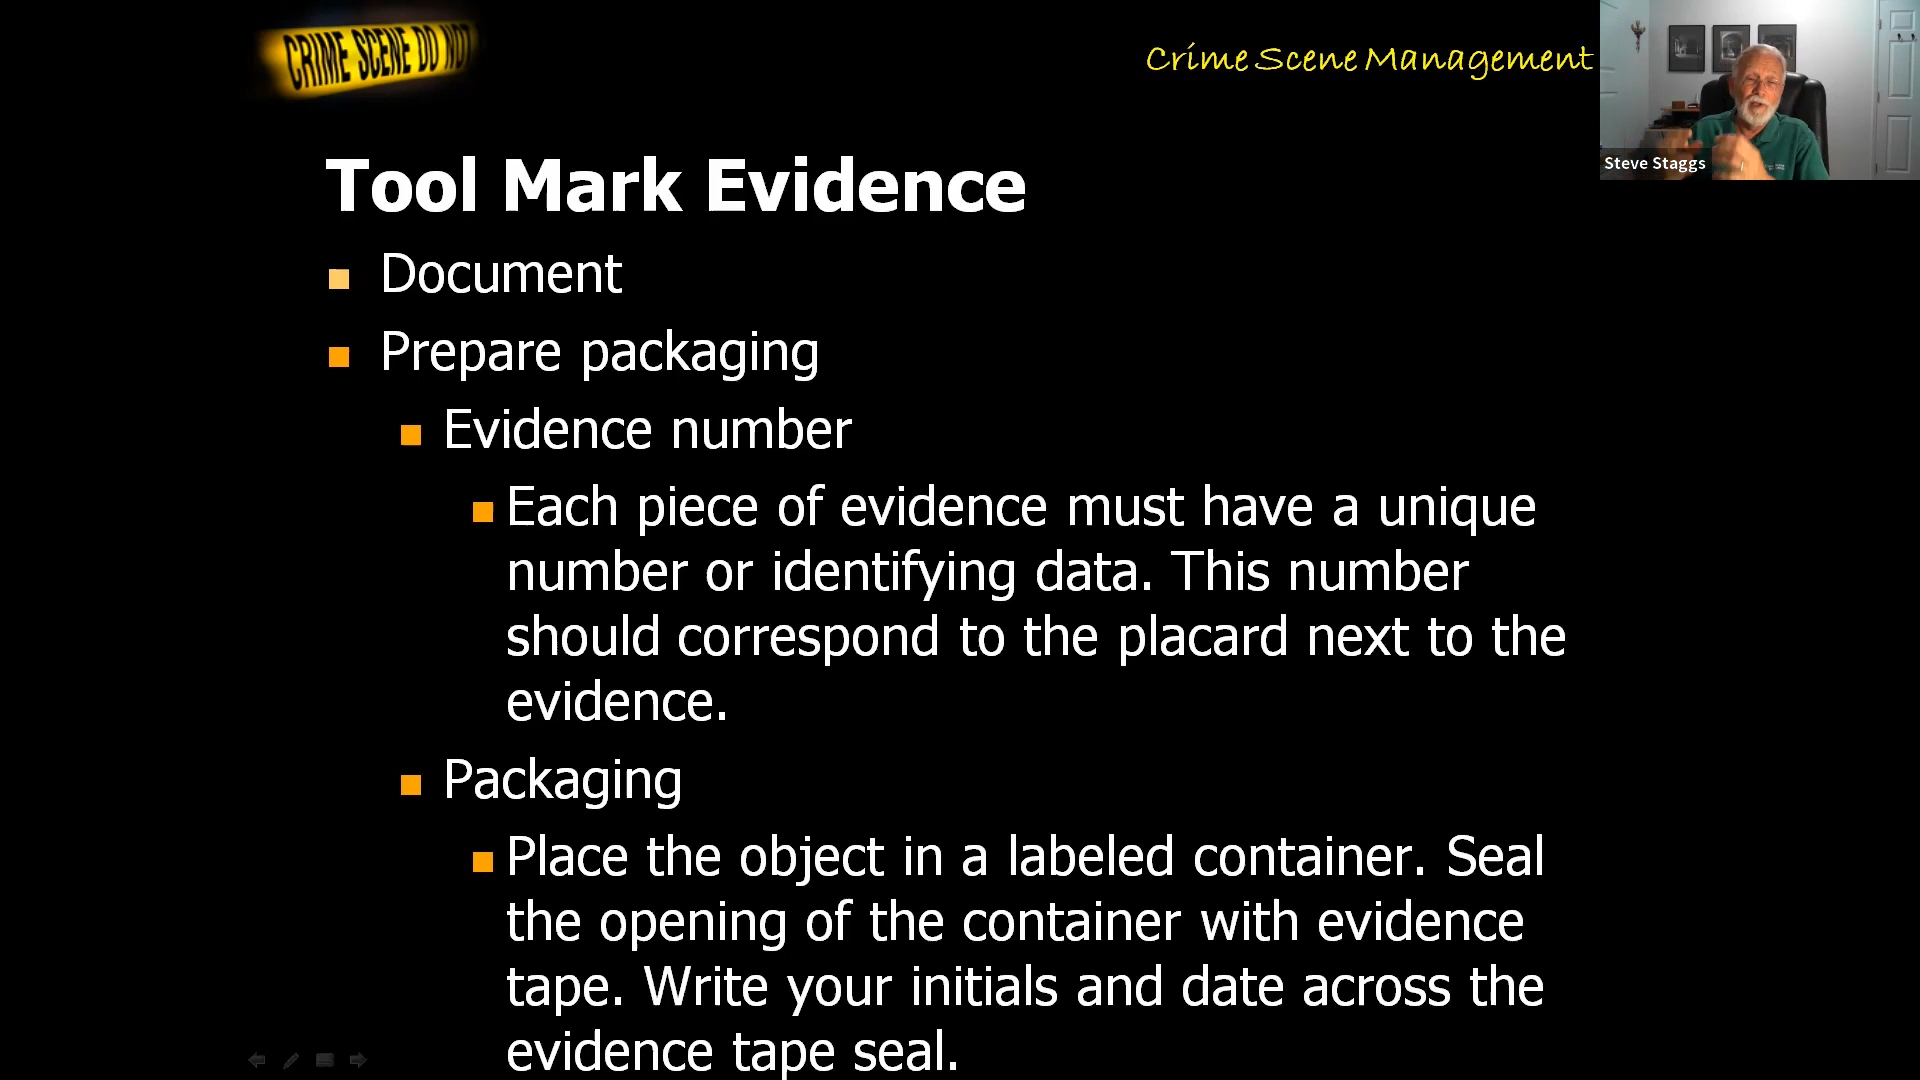 CRIME SCENE DO NOT
Crime Scene Management
Steve Staggs
Tool Mark Evidence
Document
Prepare packaging
Evidence number
Each piece of evidence must have a unique
number or identifying data. This number
should correspond to the placard next to the
evidence.
Packaging
Place the object in a labeled container. Seal
the opening of the container with evidence
tape. Write your initials and date across the
evidence tape seal.